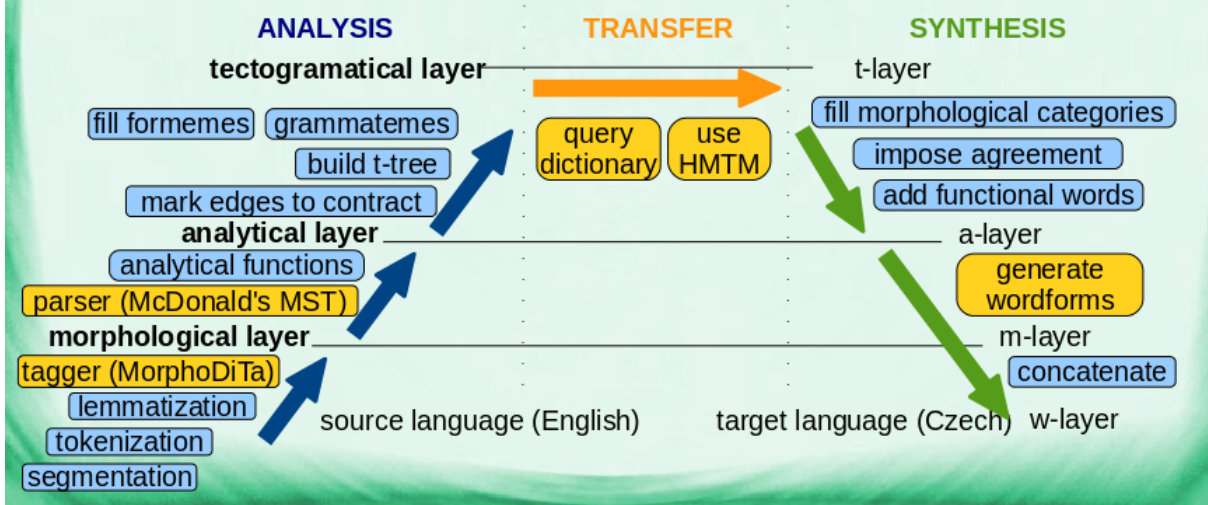 ANALYSIS TRANSFER SYNTHESIS
tectogramatical layer t-layer
fill formemes grammatemes
build t-tree
mark edges to contract
query
dictionary
use
HMTM
fill morphological categories
impose agreement
add functional words
analytical layer a-layer
analytical functions
parser (McDonald's MST)
generate
wordforms
morphological layer m-layer
tagger (MorphoDiTa)
concatenate
lemmatization
source language (English) target language (Czech) w-layer
tokenization
segmentation